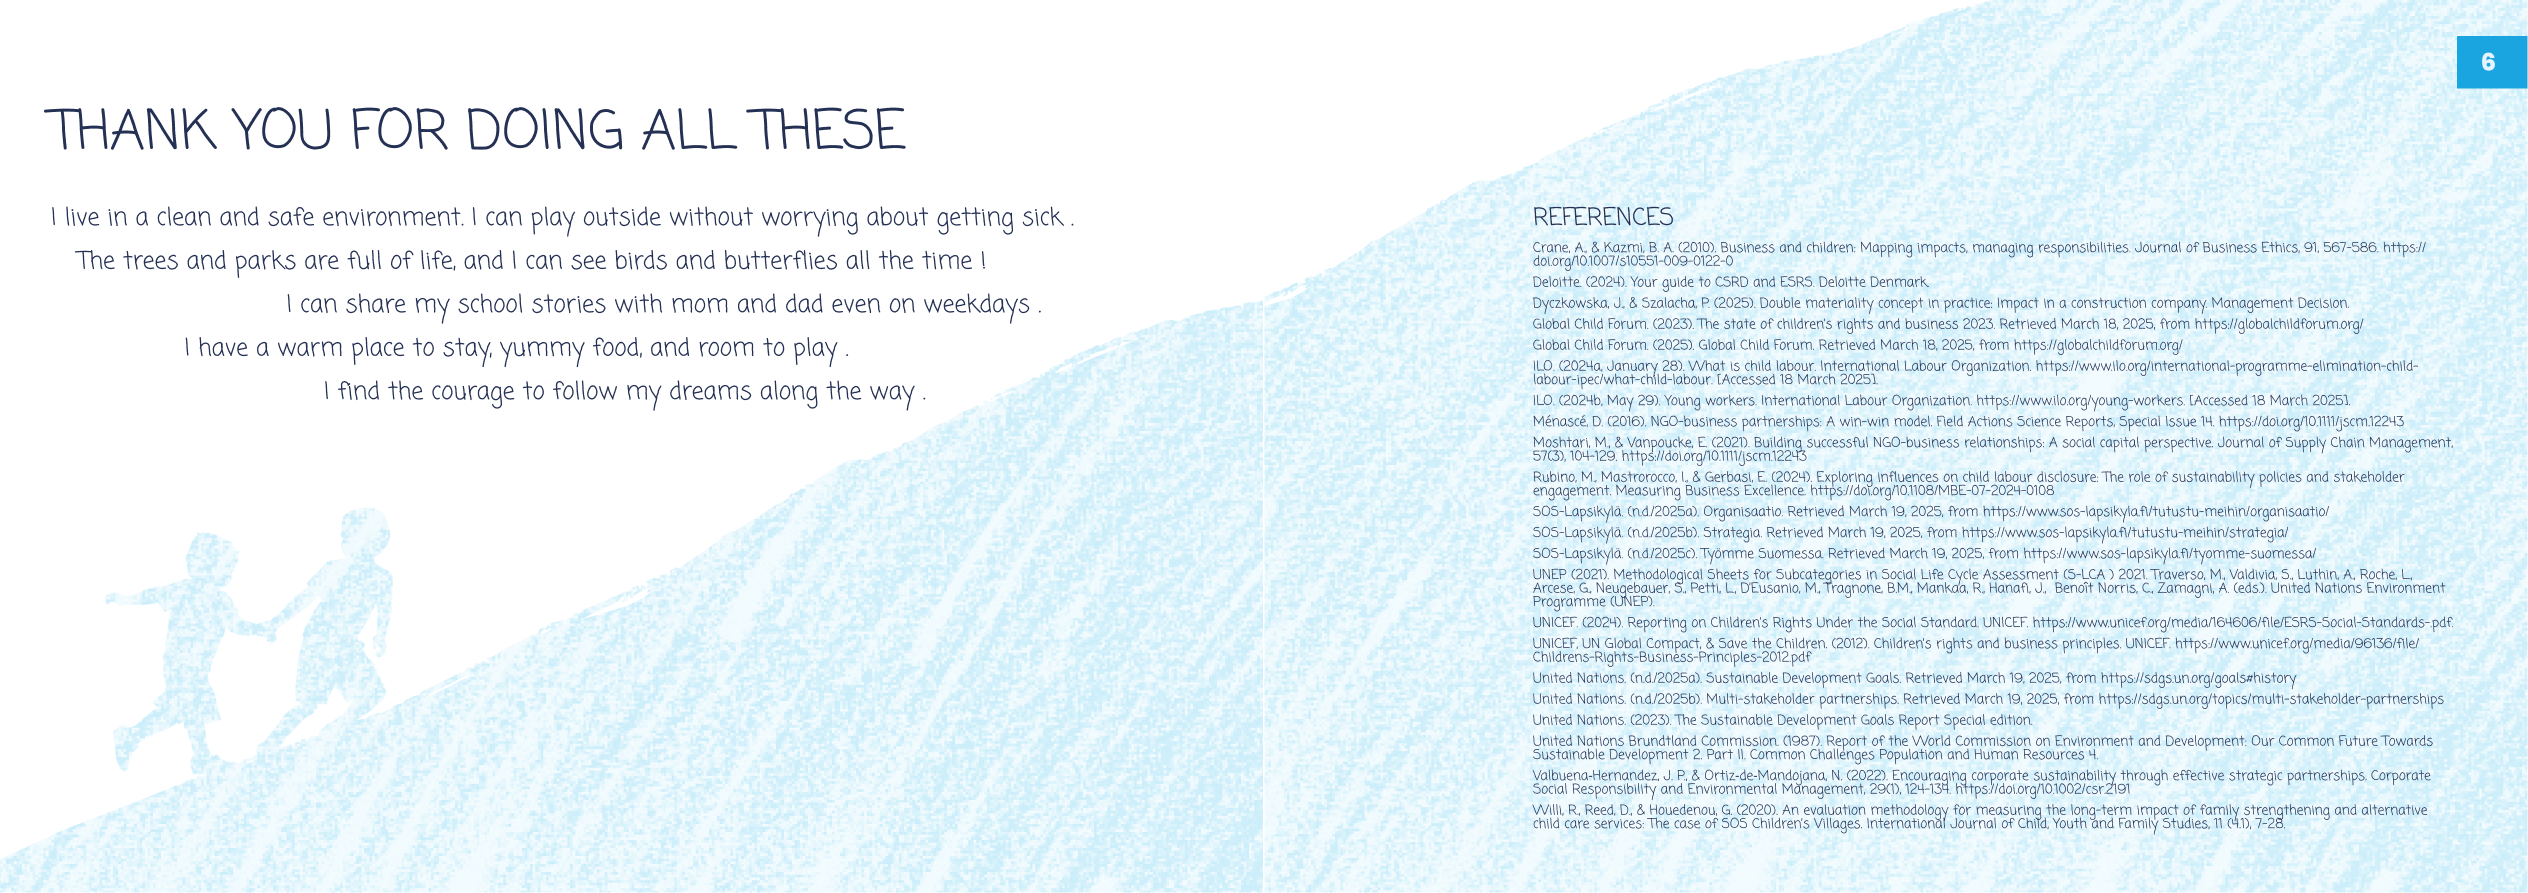 6
THANK YOU FOR DOING ALL THESE
I live in a clean and safe environment. I can play outside without worrying about getting sick .
The trees and parks are full of life, and I can see birds and butterflies all the time !
I can share my school stories with mom and dad even on weekdays .
I have a warm place to stay, yummy food, and room to play .
I find the courage to follow my dreams along the way .
REFERENCES
Crane, A., & Kazmi, B. A. (2010). Business and children: Mapping impacts, managing responsibilities. Journal of Business Ethics, 91, 567-586. https://
doi.org/10.1007/s10551-009-0122-0
Deloitte. (2024). Your guide to CSRD and ESRS. Deloitte Denmark.
Dyczkowska, J., & Szalacha, P. (2025). Double materiality concept in practice: Impact in a construction company. Management Decision.
Global Child Forum. (2023). The state of children's rights and business 2023. Retrieved March 18, 2025, from https://globalchildforum.org/
Global Child Forum. (2025). Global Child Forum. Retrieved March 18, 2025, from https://globalchildforum.org/
ILO. (2024a, January 28). What is child labour. International Labour Organization. https://www.ilo.org/international-programme-elimination-child-
labour-ipec/what-child-labour. [Accessed 18 March 2025].
ILO. (2024b, May 29). Young workers. International Labour Organization. https://www.ilo.org/young-workers. [Accessed 18 March 2025].
Ménascé, D. (2016). NGO-business partnerships: A win-win model. Field Actions Science Reports, Special Issue 14. https://doi.org/10.1111/jscm.12243
Moshtari, M., & Vanpoucke, E. (2021). Building successful NGO-business relationships: A social capital perspective. Journal of Supply Chain Management,
57(3), 104-129. https://doi.org/10.1111/jscm.12243
Rubino, M., Mastrorocco, I., & Gerbasi, E. (2024). Exploring influences on child labour disclosure: The role of sustainability policies and stakeholder
engagement. Measuring Business Excellence. https://doi.org/10.1108/MBE-07-2024-0108
SOS-Lapsikylä. (n.d./2025a). Organisaatio. Retrieved March 19, 2025, from https://www.sos-lapsikyla.fi/tutustu-meihin/organisaatio/
SOS-Lapsikylä. (n.d./2025b). Strategia. Retrieved March 19, 2025, from https://www.sos-lapsikyla.fi/tutustu-meihin/strategia/
SOS-Lapsikylä. (n.d./2025c). Työmme Suomessa. Retrieved March 19, 2025, from https://www.sos-lapsikyla.fi/tyomme-suomessa/
UNEP (2021). Methodological Sheets for Subcategories in Social Life Cycle Assessment (S-LCA ) 2021. Traverso, M., Valdivia, S., Luthin, A., Roche, L.,
Arcese, G., Neugebauer, S., Petti, L., D'Eusanio, M., Tragnone, B.M., Mankaa, R., Hanafi, J., Benoît Norris, C., Zamagni, A. (eds.). United Nations Environment
Programme (UNEP).
UNICEF. (2024). Reporting on Children's Rights Under the Social Standard. UNICEF. https://www.unicef.org/media/164606/file/ESRS-Social-Standards-.pdf.
UNICEF, UN Global Compact, & Save the Children. (2012). Children's rights and business principles. UNICEF. https://www.unicef.org/media/96136/file/
Childrens-Rights-Business-Principles-2012.pdf
United Nations. (n.d./2025a). Sustainable Development Goals. Retrieved March 19, 2025, from https://sdgs.un.org/goals#history
United Nations. (n.d./2025b). Multi-stakeholder partnerships. Retrieved March 19, 2025, from https://sdgs.un.org/topics/multi-stakeholder-partnerships
United Nations. (2023). The Sustainable Development Goals Report Special edition.
United Nations Brundtland Commission. (1987). Report of the World Commission on Environment and Development: Our Common Future Towards
Sustainable Development 2. Part II. Common Challenges Population and Human Resources 4.
Valbuena-Hernandez, J. P., & Ortiz-de-Mandojana, N. (2022). Encouraging corporate sustainability through effective strategic partnerships. Corporate
Social Responsibility and Environmental Management, 29(1), 124-134. https://doi.org/10.1002/csr.2191
Willi, R., Reed, D., & Houedenou, G. (2020). An evaluation methodology for measuring the long-term impact of family strengthening and alternative
child care services: The case of SOS Children's Villages. International Journal of Child, Youth and Family Studies, 11 (4.1), 7-28.